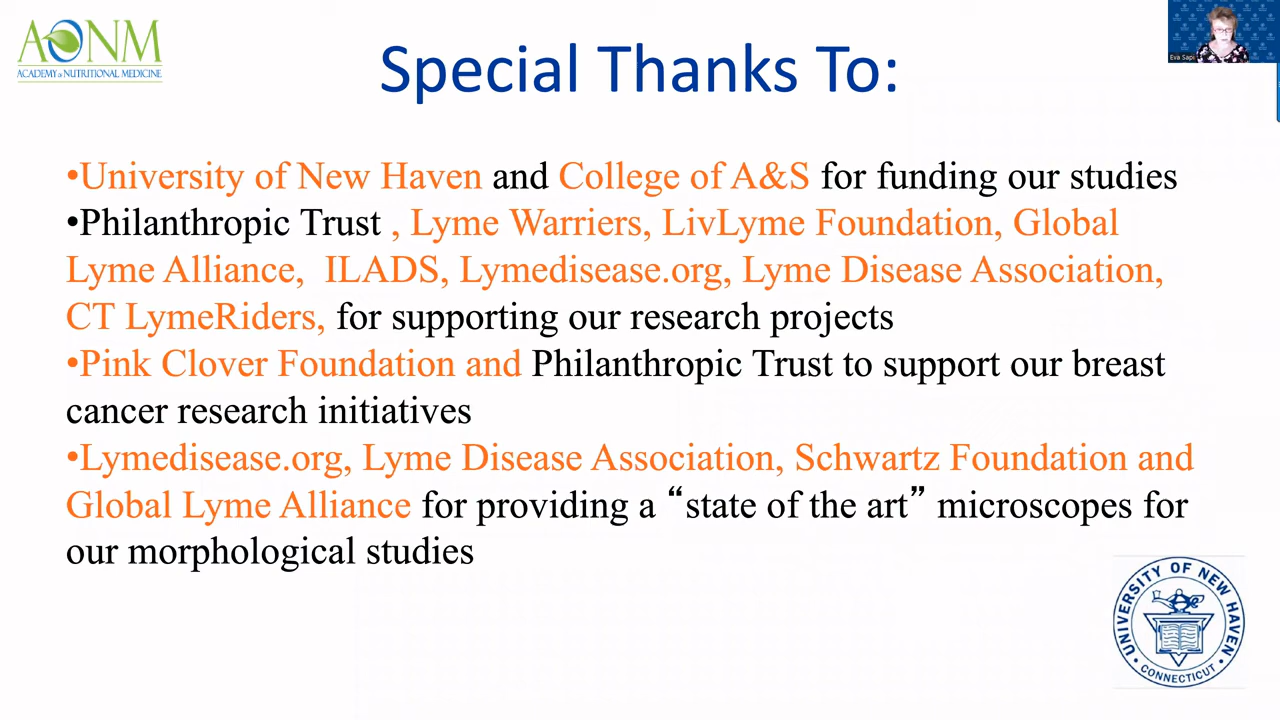 AONM
ACADEMY of NUTRITIONAL MEDICINE
Special Thanks To:
Eva Sapi
•University of New Haven and College of A&S for funding our studies
•Philanthropic Trust , Lyme Warriers, LivLyme Foundation, Global
Lyme Alliance, ILADS, Lymedisease.org, Lyme Disease Association,
CT LymeRiders, for supporting our research projects
•Pink Clover Foundation and Philanthropic Trust to support our breast
cancer research initiatives
•Lymedisease.org, Lyme Disease Association, Schwartz Foundation and
Global Lyme Alliance for providing a “state of the art” microscopes for
our morphological studies
UNIVERSITY OF NEW HAVEN
• CONNECTICUT •